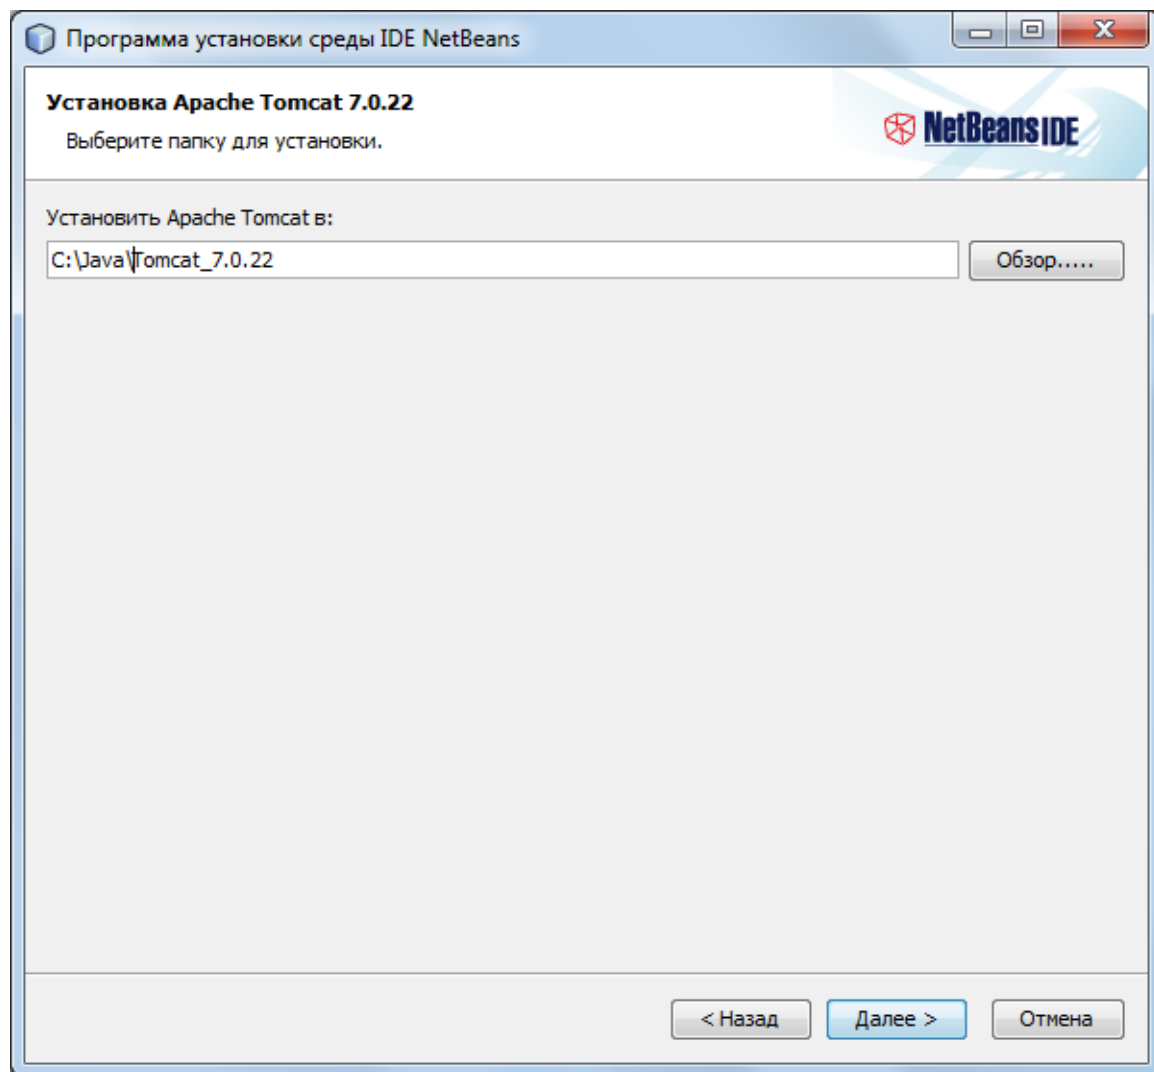 Программа установки среды IDE NetBeans
Установка Apache Tomcat 7.0.22
Выберите папку для установки.
NetBeans IDE
Установить Apache Tomcat в:
C:\Java\Tomcat_7.0.22
Обзор.....
< Назад
Далее >
Отмена